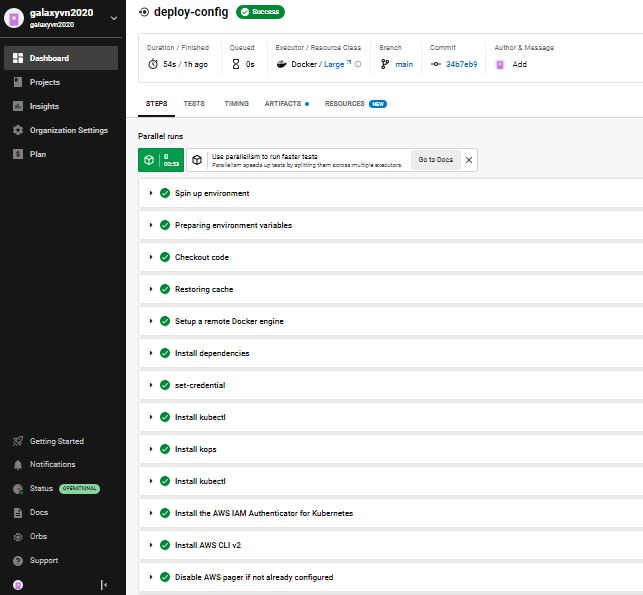 galaxyvn2020
galaxyvn2020
Dashboard
Projects
Insights
Organization Settings
Plan
Getting Started
Notifications
Status OPERATIONAL
Docs
Orbs
Support
deploy-config Success
Duration / Finished
54s / 1h ago
Queued
0s
Executor / Resource Class
Docker / Large
Branch
main
Commit
34b7eb9
Author & Message
Add
STEPS TESTS TIMING ARTIFACTS RESOURCES NEW
Parallel runs
0
00:53
Use parallelism to run faster tests
Parallelism speeds up tests by splitting them across multiple executors.
Go to Docs
Spin up environment
Preparing environment variables
Checkout code
Restoring cache
Setup a remote Docker engine
Install dependencies
set-credential
Install kubectl
Install kops
Install kubectl
Install the AWS IAM Authenticator for Kubernetes
Install AWS CLI v2
Disable AWS pager if not already configured